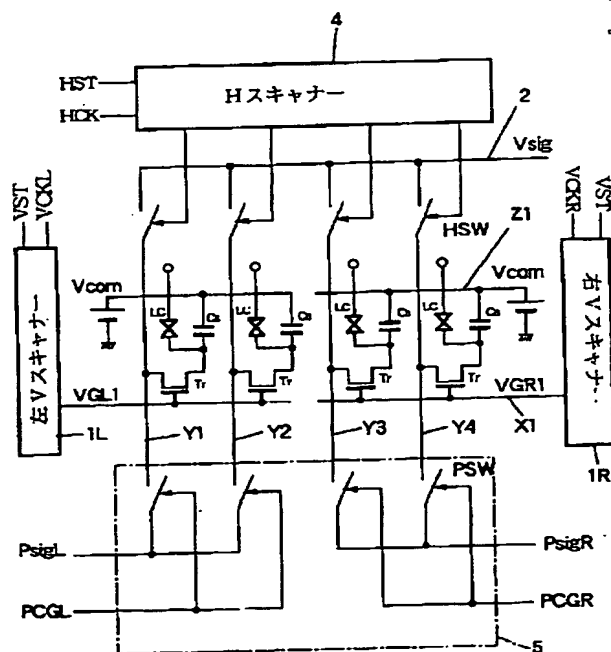 4
HST
HCK
Hスキャナー
2
Vsig
VST
VCKL
VCKR
VST
HSW
Z1
Vcom
Vcom
LC
Cs
LC
Cs
LC
Cs
LC
Cs
左Vスキャナー
右Vスキャナー
Tr
Tr
Tr
Tr
VGL1
VGR1
X1
1L
Y1
Y2
Y3
Y4
1R
PSW
PsigL
PsigR
PCGL
PCGR
5